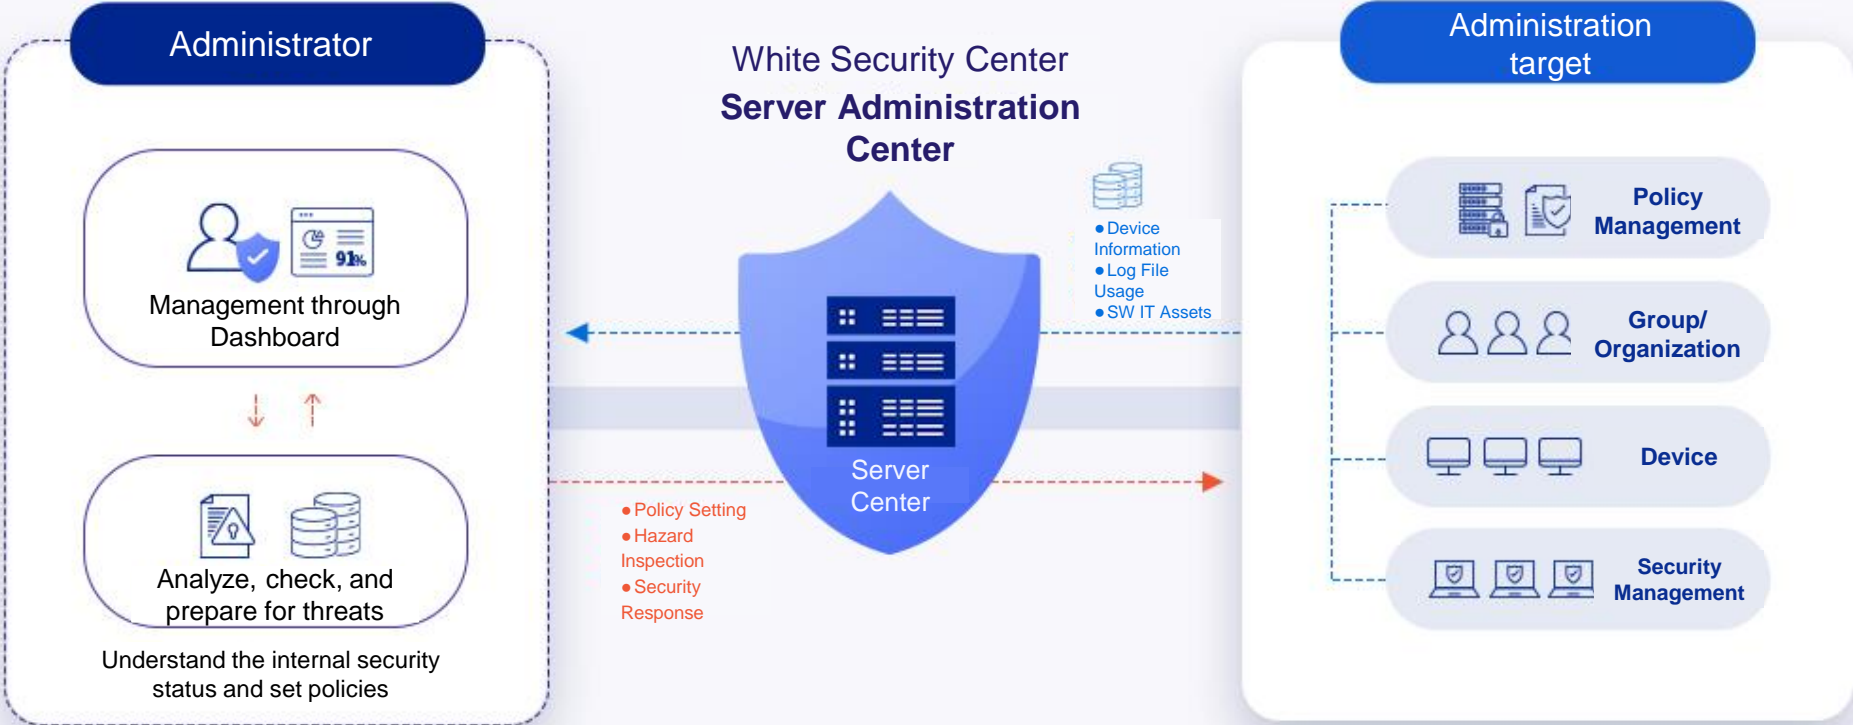 Administrator
91%
Management through
Dashboard
Analyze, check, and
prepare for threats
Understand the internal security
status and set policies
White Security Center
Server Administration
Center
● Device
Information
● Log File
Usage
● SW IT Assets
Server
Center
● Policy Setting
● Hazard
Inspection
● Security
Response
Administration
target
Policy
Management
Group/
Organization
Device
Security
Management